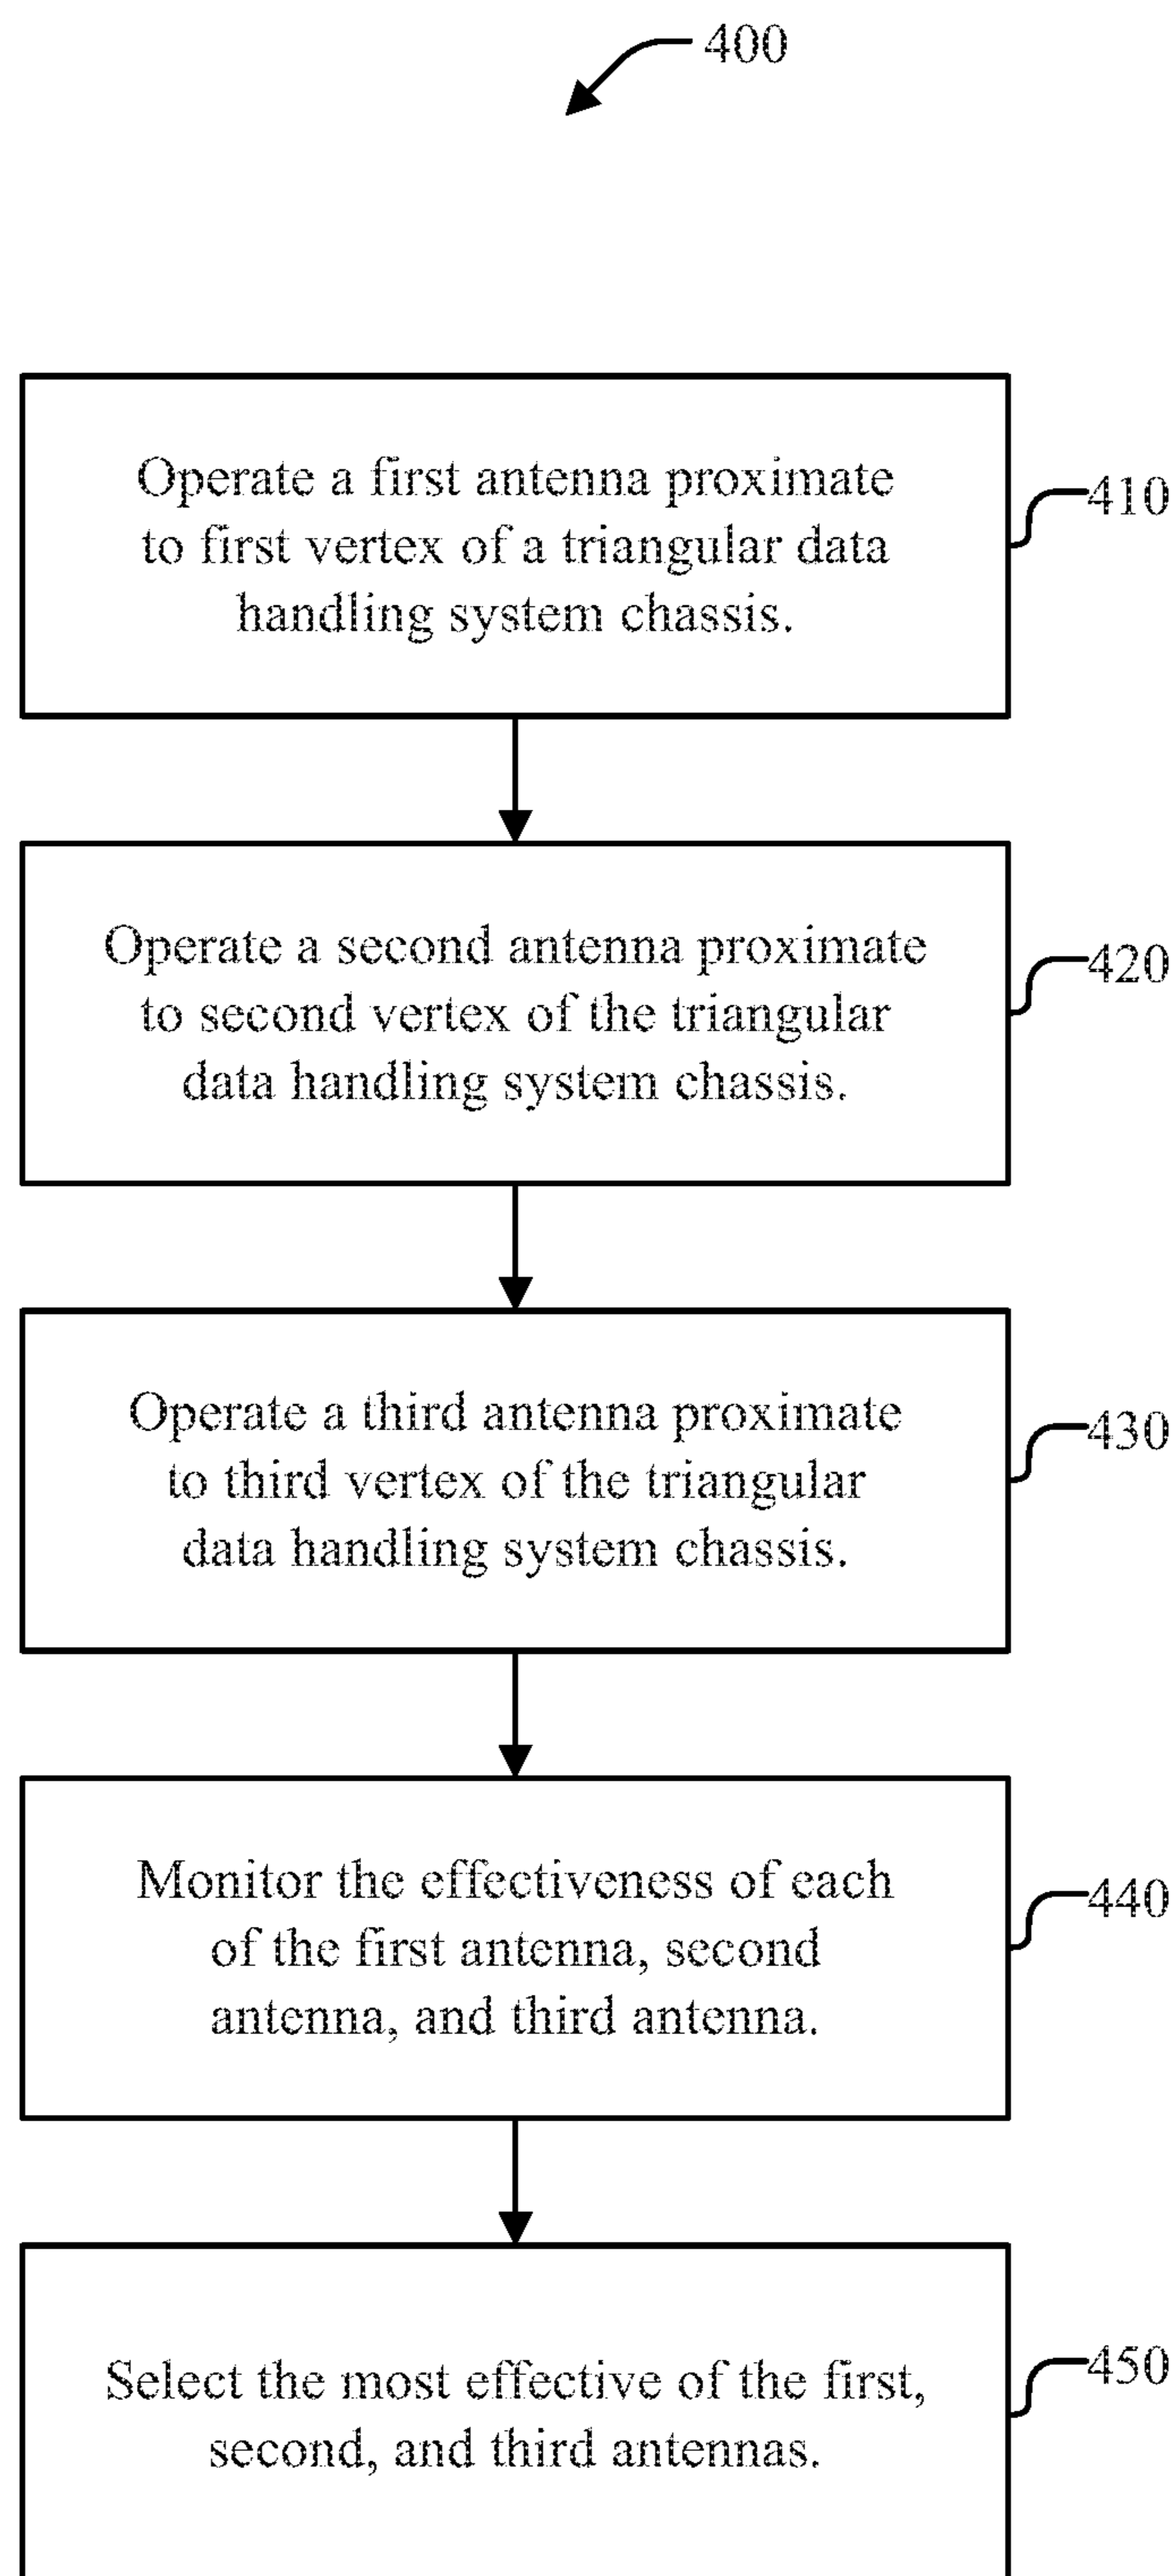 400
Operate a first antenna proximate
to first vertex of a triangular data
handling system chassis.
410
Operate a second antenna proximate
to second vertex of the triangular
data handling system chassis.
420
Operate a third antenna proximate
to third vertex of the triangular
data handling system chassis.
430
Monitor the effectiveness of each
of the first antenna, second
antenna, and third antenna.
440
Select the most effective of the first,
second, and third antennas.
450